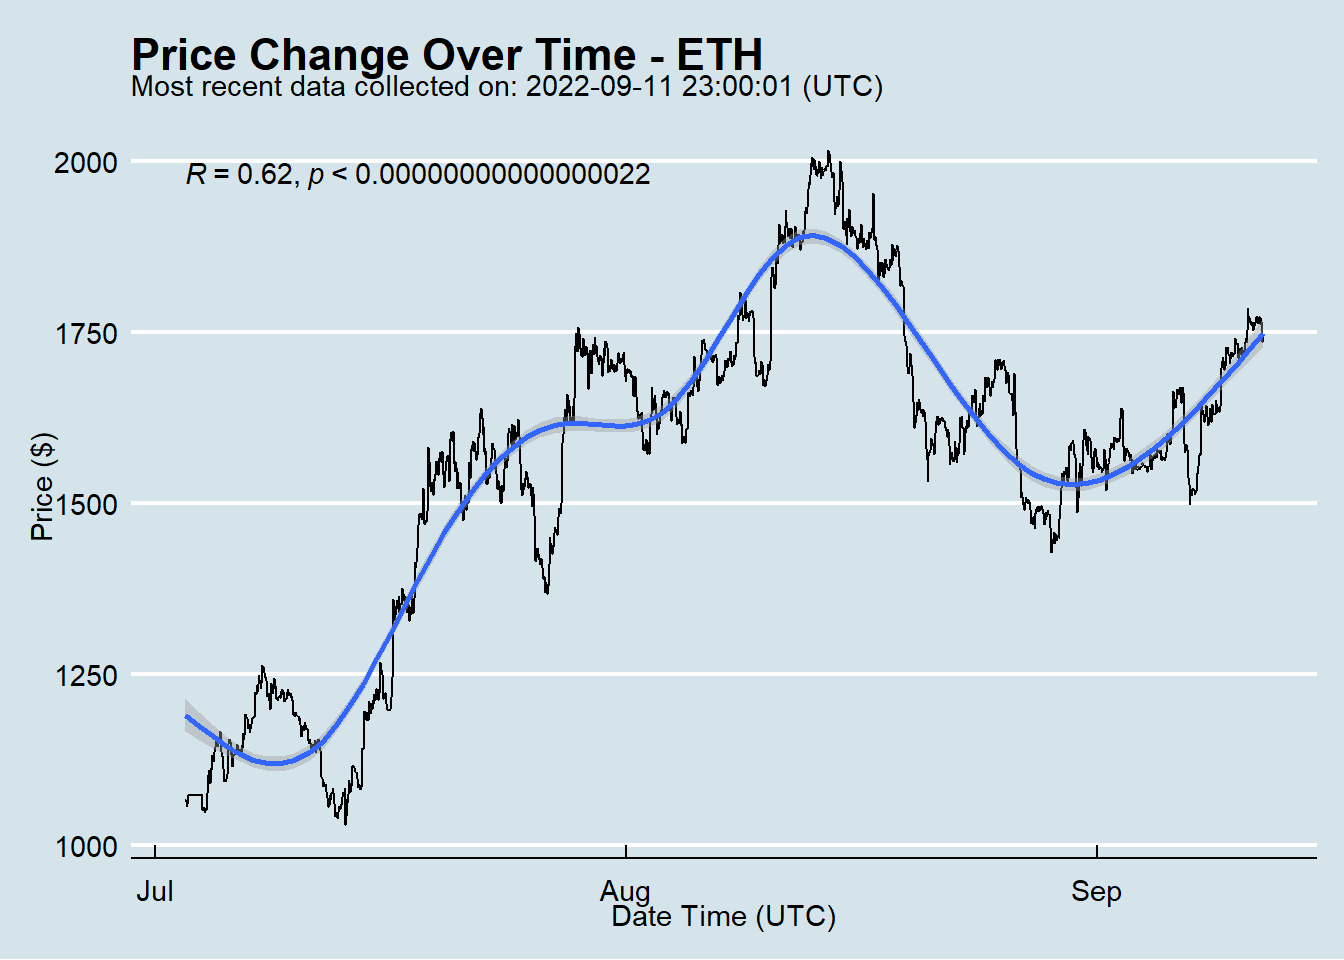 Price Change Over Time - ETH
Most recent data collected on: 2022-09-11 23:00:01 (UTC)
R = 0.62, p < 0.00000000000000022
2000
1750
1500
1250
1000
Price ($)
Jul
Aug
Sep
Date Time (UTC)